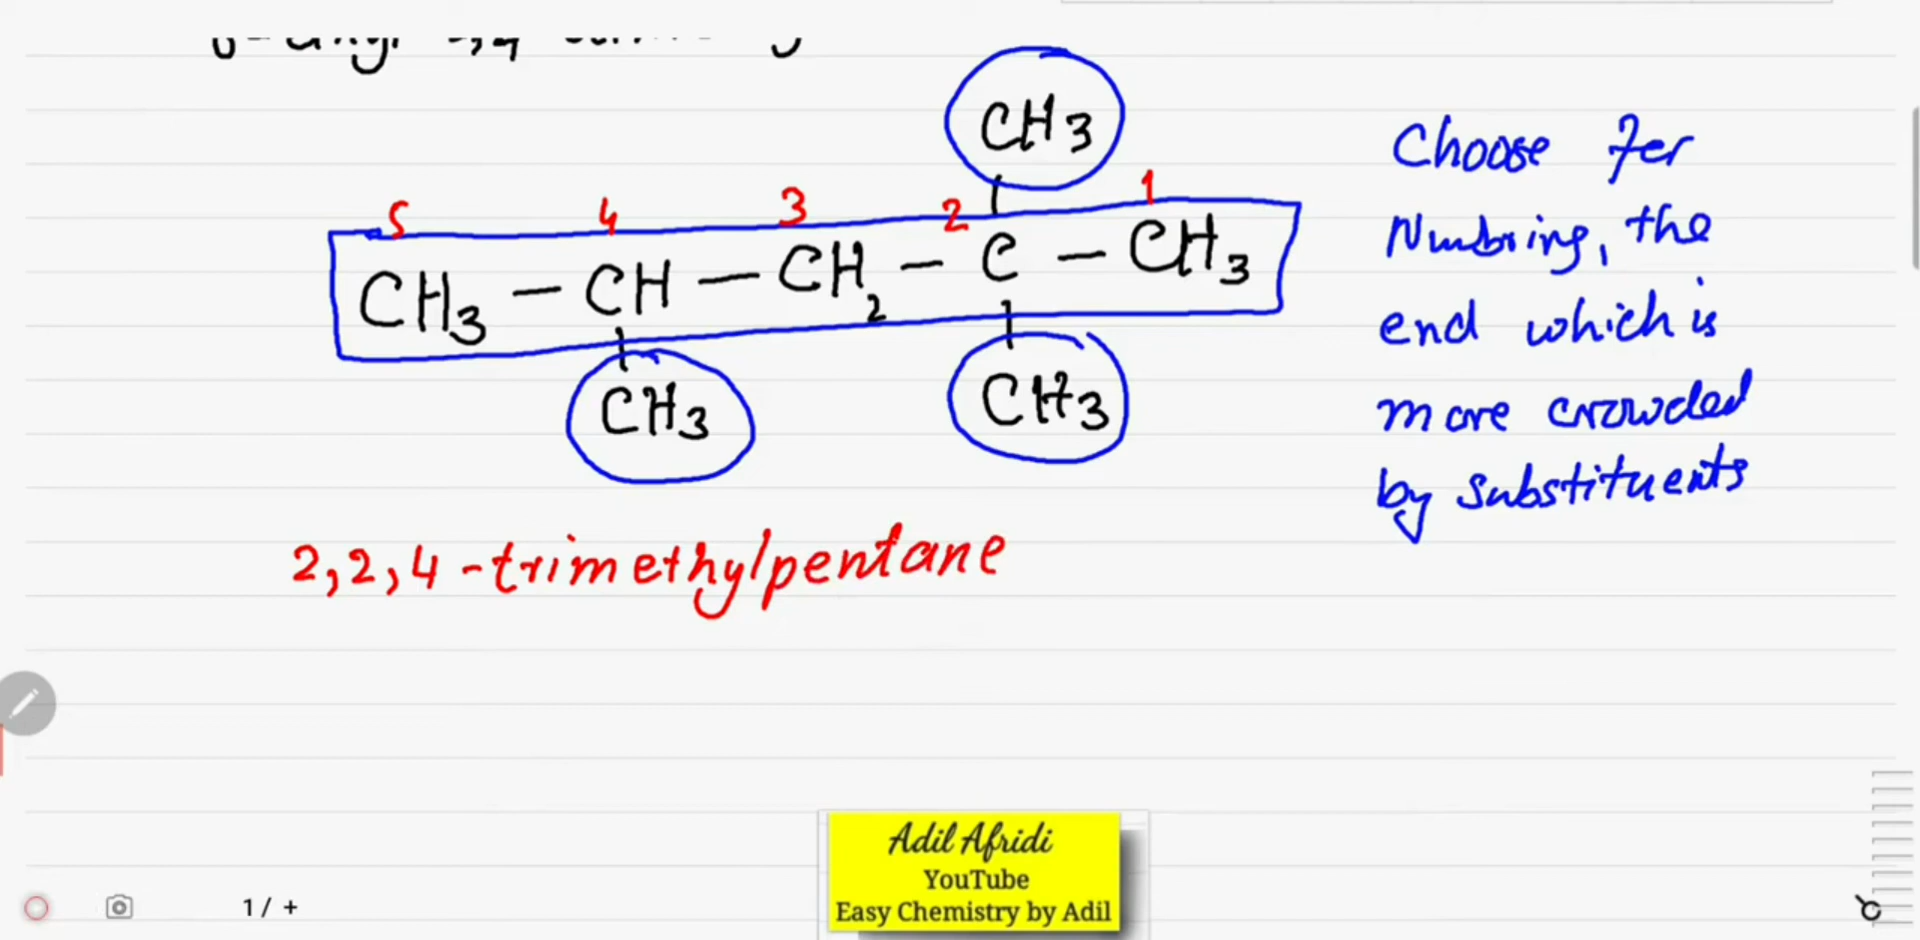 CH3
5 4 3 2 1
CH3 - CH - CH2 - C - CH3
CH3 CH3
2,2,4-trimethylpentane
Choose fer
Numbring, the
end which is
more crowded
by substituents
Adil Afridi
YouTube
Easy Chemistry by Adil
1 / +